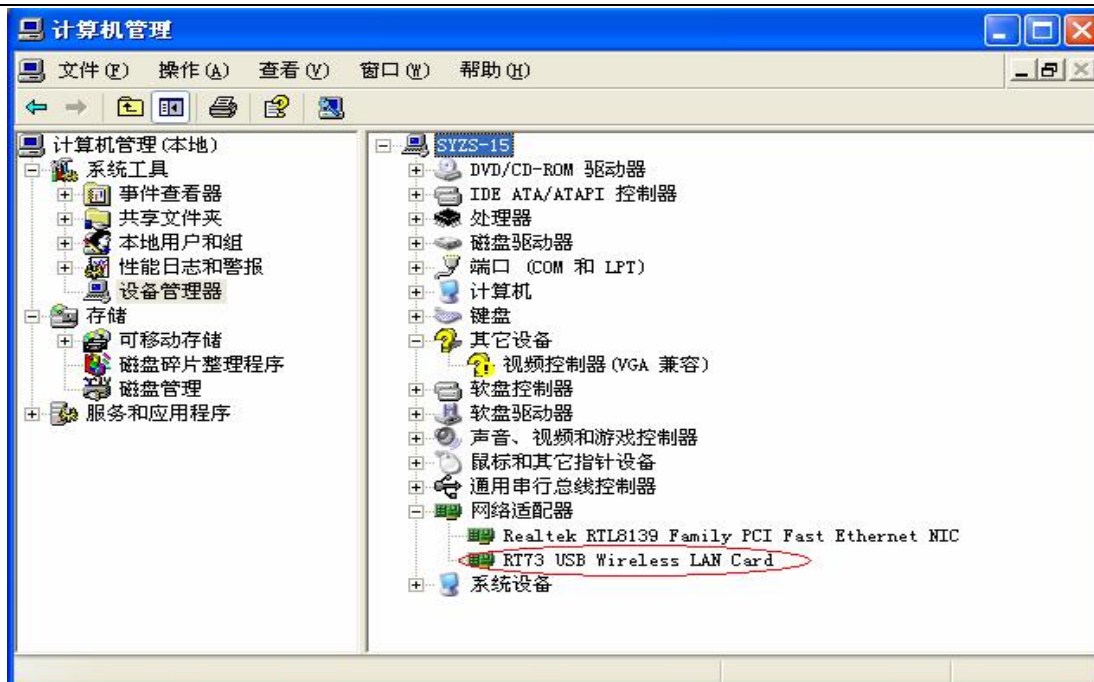 计算机管理
文件(F) 操作(A) 查看(V) 窗口(W) 帮助(H)
计算机管理(本地)
系统工具
事件查看器
共享文件夹
本地用户和组
性能日志和警报
设备管理器
存储
可移动存储
磁盘碎片整理程序
磁盘管理
服务和应用程序
SYZS-15
DVD/CD-ROM 驱动器
IDE ATA/ATAPI 控制器
处理器
磁盘驱动器
端口 (COM 和 LPT)
计算机
键盘
其它设备
视频控制器(VGA 兼容)
软盘控制器
软盘驱动器
声音、视频和游戏控制器
鼠标和其它指针设备
通用串行总线控制器
网络适配器
Realtek RTL8139 Family PCI Fast Ethernet NIC
RT73 USB Wireless LAN Card
系统设备